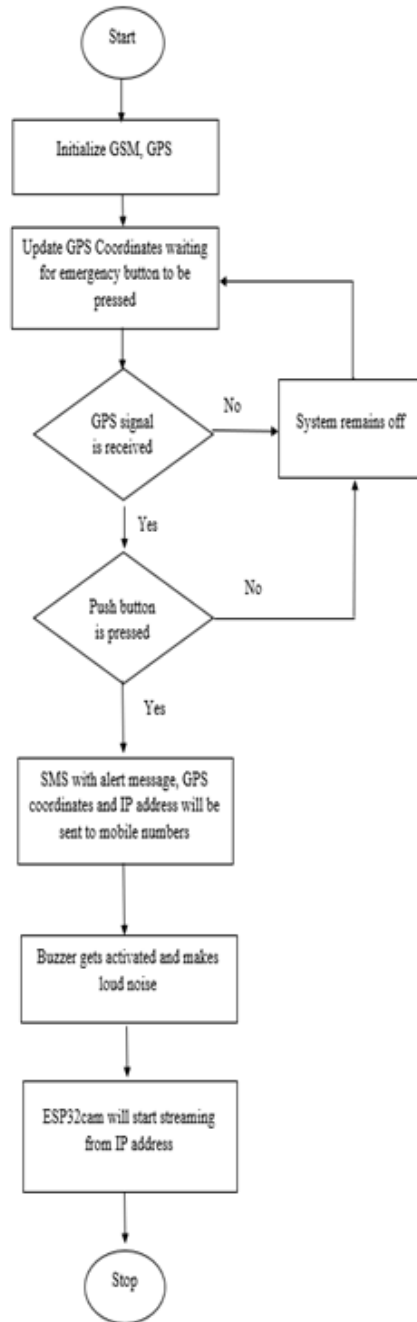 Start
Initialize GSM, GPS
Update GPS Coordinates waiting
for emergency button to be
pressed
GPS signal
is received
No
System remains off
Yes
Push button
is pressed
No
Yes
SMS with alert message, GPS
coordinates and IP address will be
sent to mobile numbers
Buzzer gets activated and makes
loud noise
ESP32cam will start streaming
from IP address
Stop